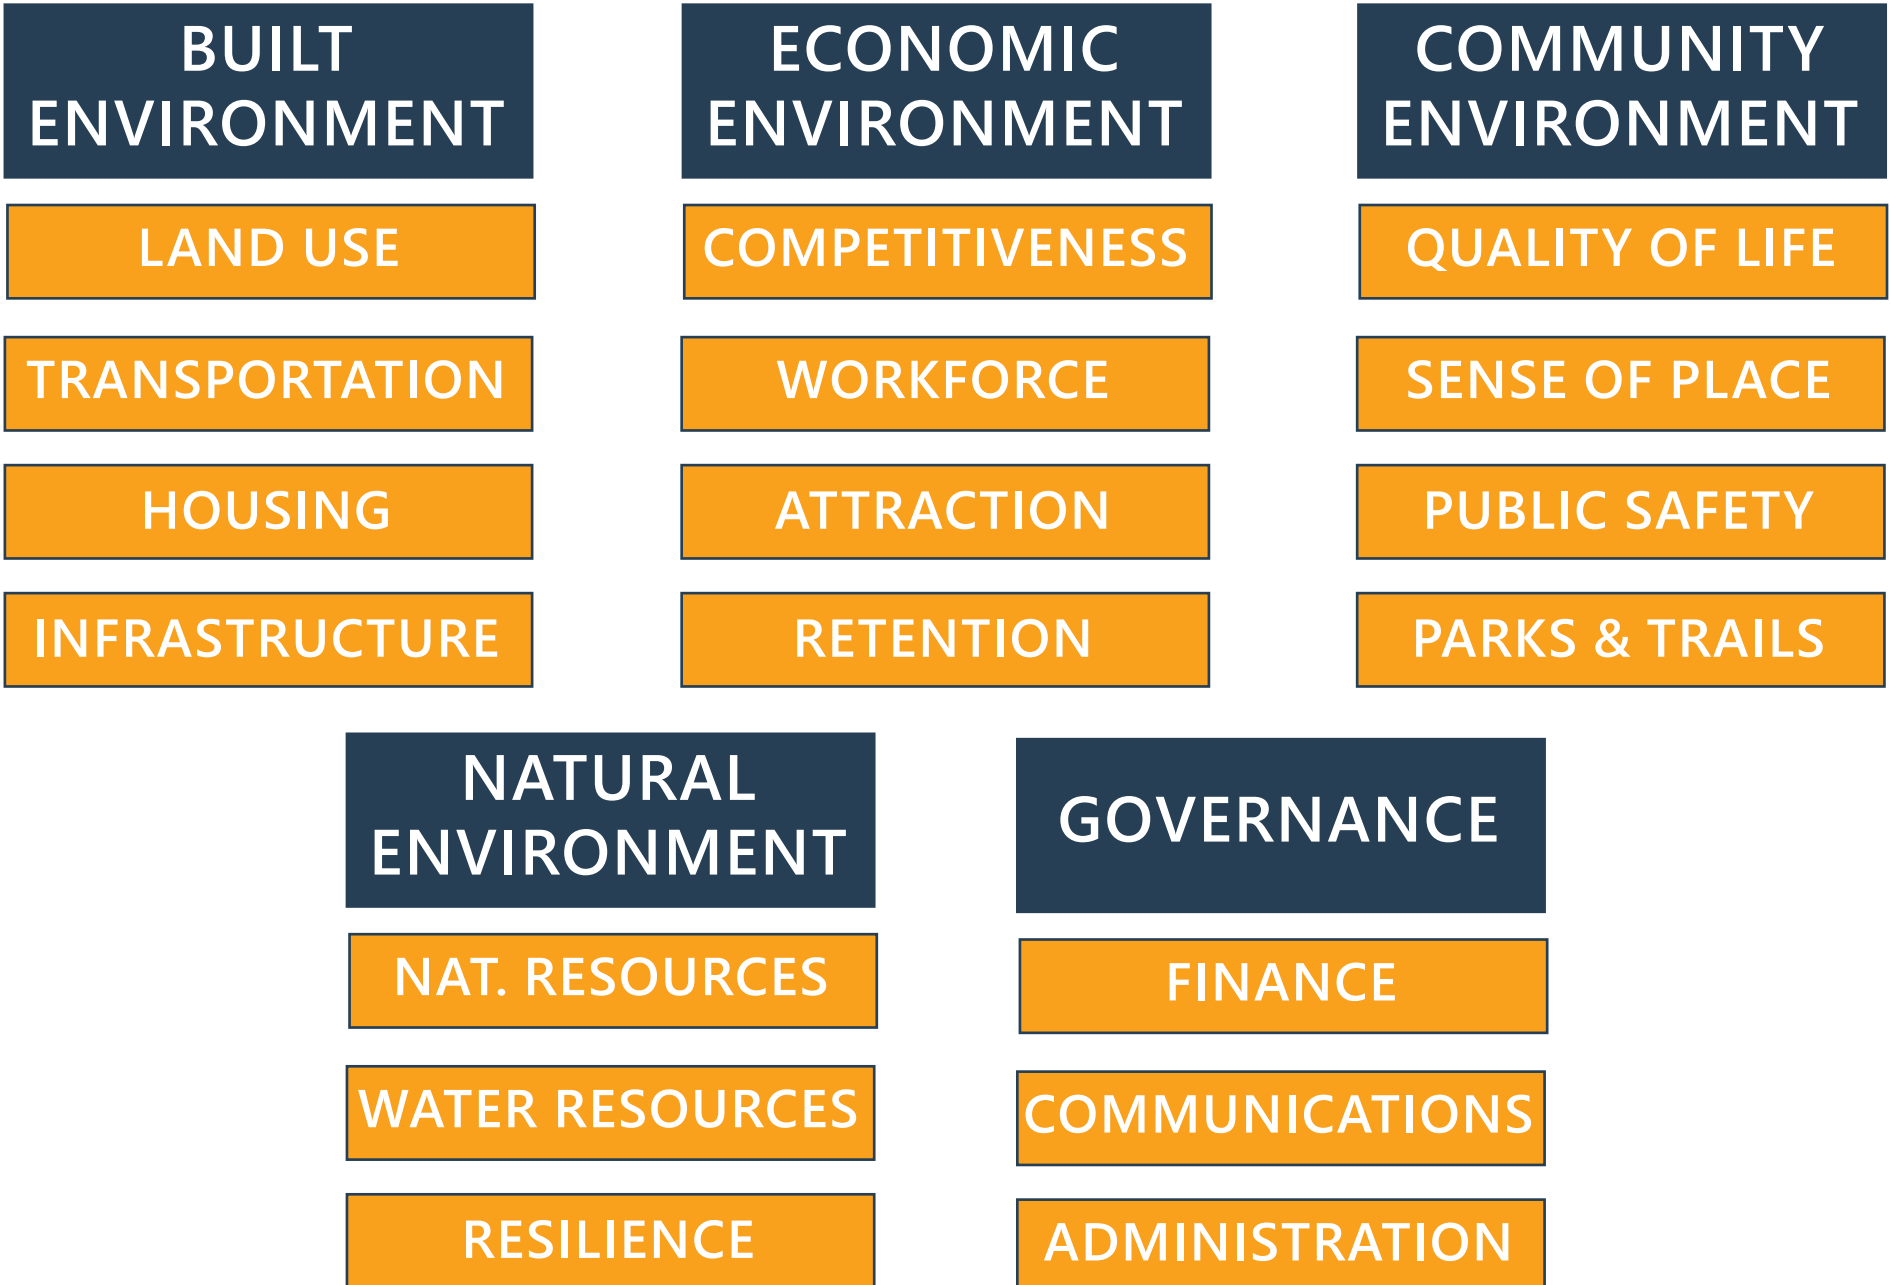 BUILT
ENVIRONMENT
LAND USE
TRANSPORTATION
HOUSING
INFRASTRUCTURE
ECONOMIC
ENVIRONMENT
COMPETITIVENESS
WORKFORCE
ATTRACTION
RETENTION
COMMUNITY
ENVIRONMENT
QUALITY OF LIFE
SENSE OF PLACE
PUBLIC SAFETY
PARKS & TRAILS
NATURAL
ENVIRONMENT
NAT. RESOURCES
WATER RESOURCES
RESILIENCE
GOVERNANCE
FINANCE
COMMUNICATIONS
ADMINISTRATION